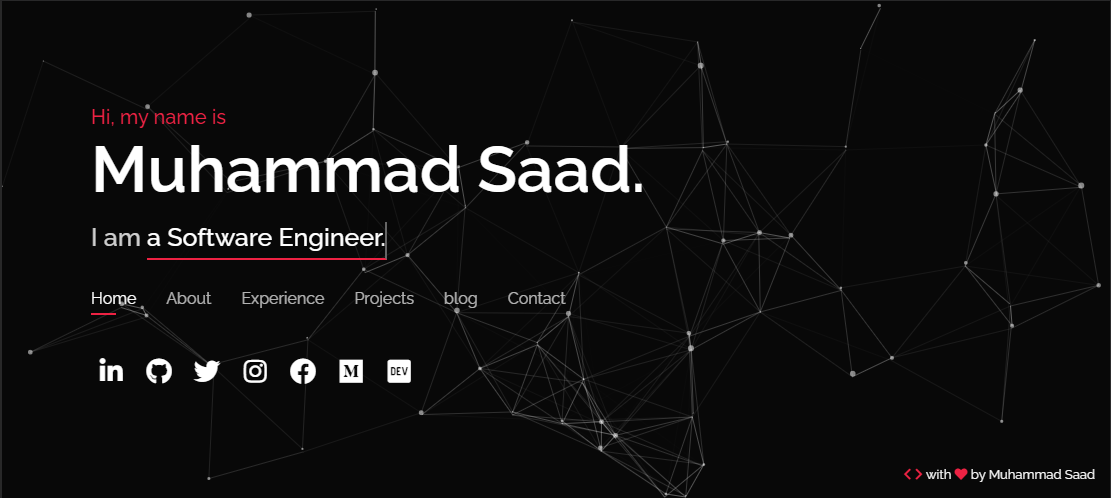 Hi, my name is
Muhammad Saad.
I am a Software Engineer.
Home About Experience Projects blog Contact
in M DEV
<> with ❤ by Muhammad Saad